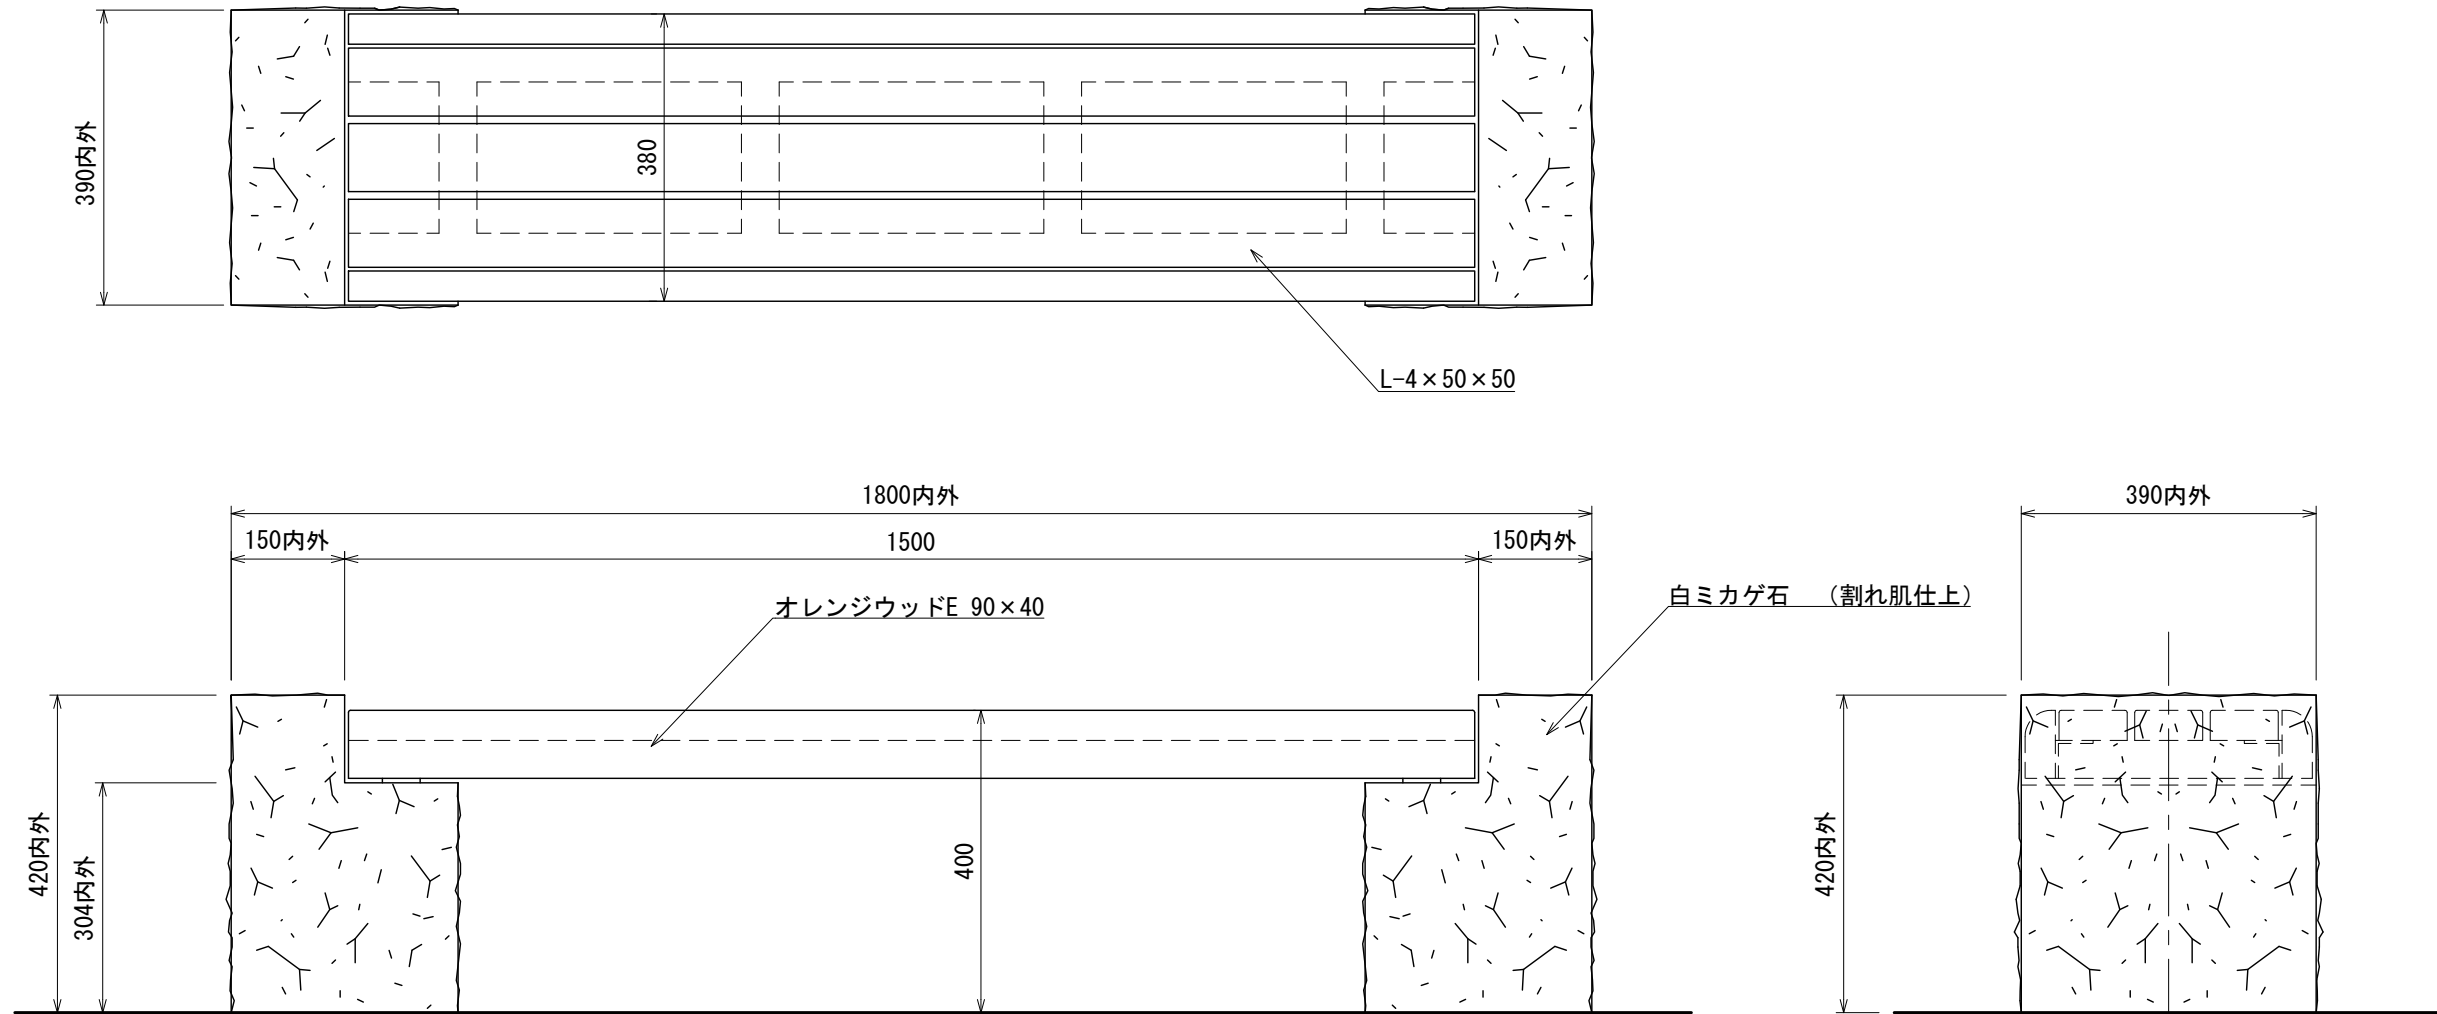 390内外
380
L-4×50×50
1800内外
390内外
150内外
1500
150内外
オレンジウッドE 90×40
白ミカゲ石 （割れ肌仕上）
420内外
304内外
400
420内外